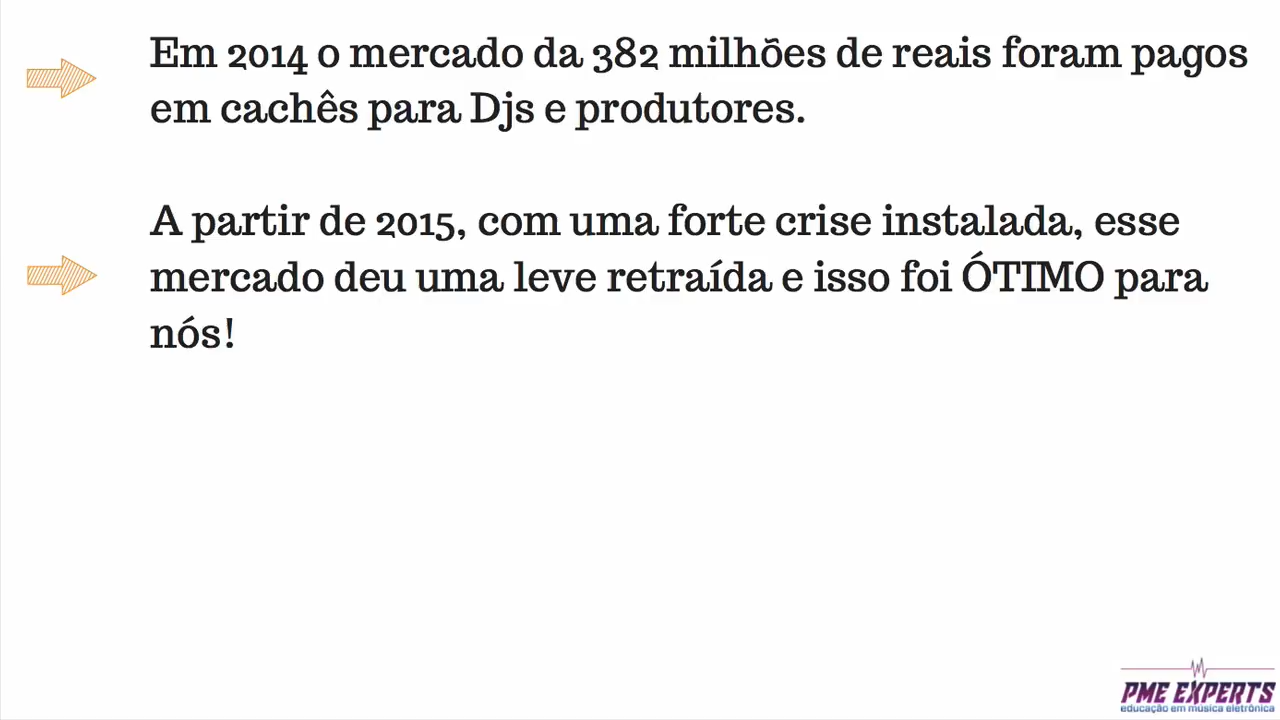 Em 2014 o mercado da 382 milhões de reais foram pagos
em cachês para Djs e produtores.
A partir de 2015, com uma forte crise instalada, esse
mercado deu uma leve retraída e isso foi ÓTIMO para
nós!
PME EXPERTS
educação em música eletrônica